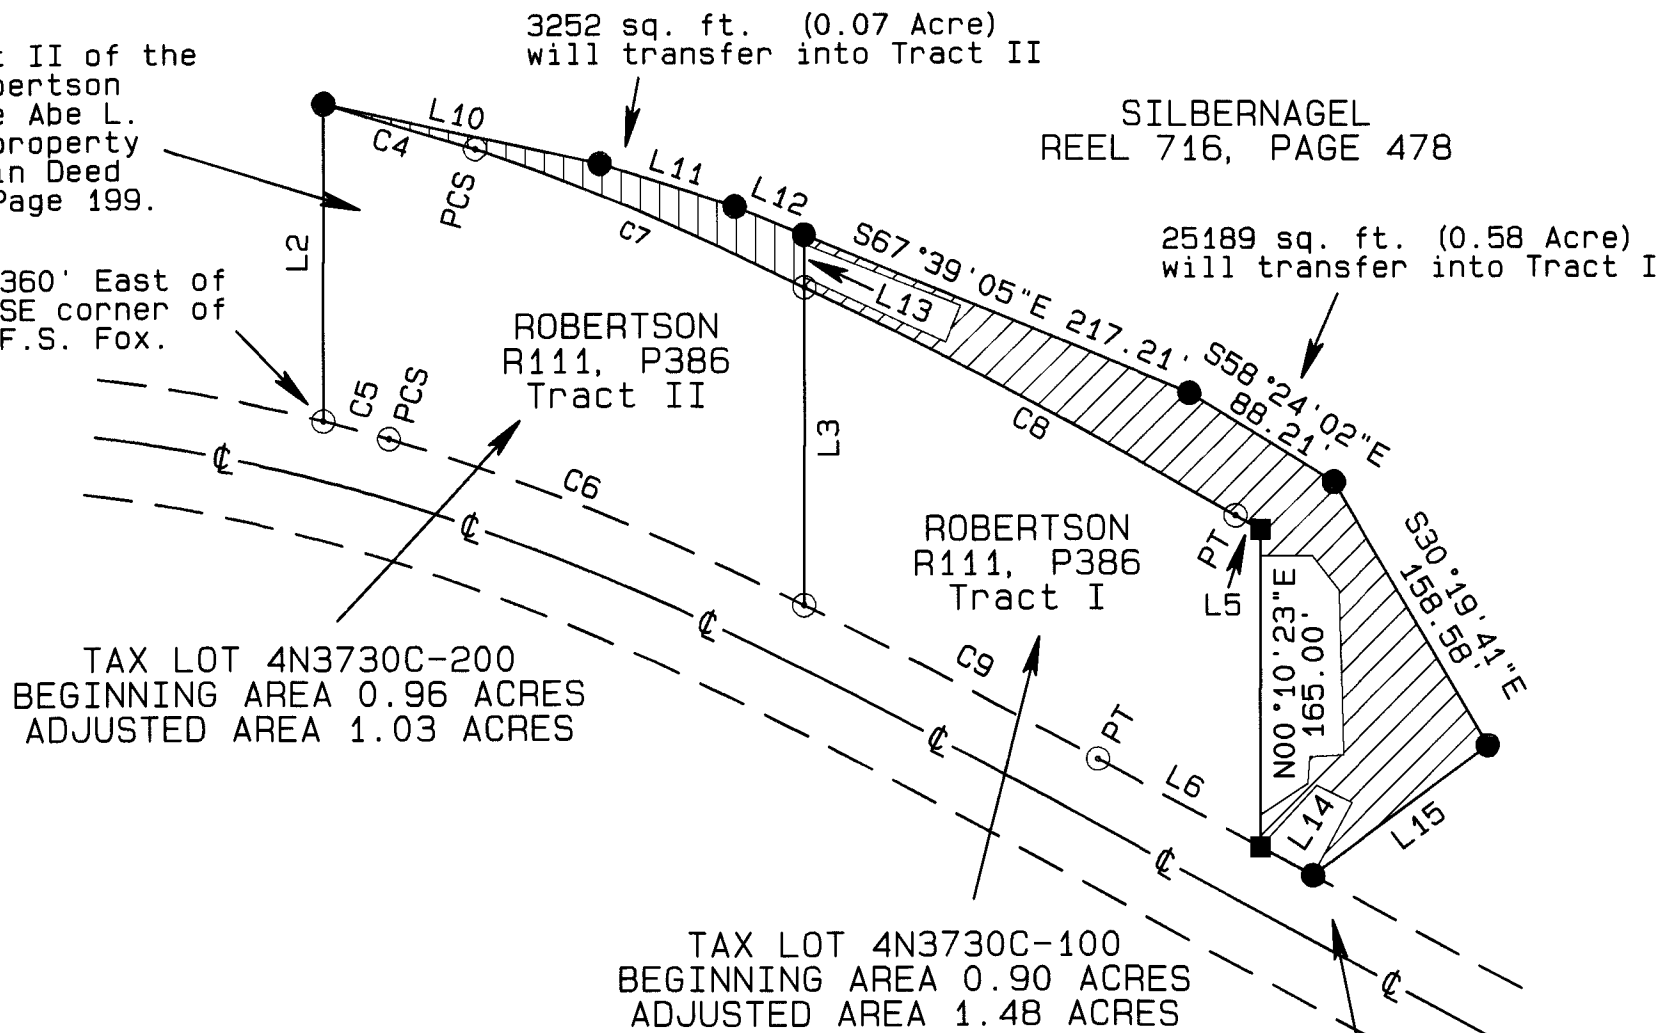 3252 sq. ft. (0.07 Acre)
will transfer into Tract II
II of the
e Abe L.
property
in Deed
Page 199.
L10
C4
PCS
L11
L12
C7
L2
SILBERNAGEL
REEL 716, PAGE 478
S67°39'05"E 217.21'
25189 sq. ft. (0.58 Acre)
will transfer into Tract I
L13
360' East of
SE corner of
F.S. Fox.
C5
PCS
ROBERTSON
R111, P386
Tract II
S58°24'02"E
88.21'
C8
L3
℄
C6
℄
ROBERTSON
R111, P386
Tract I
PT
L5
S30°19'41"E
158.58'
N00°10'23"E
165.00'
℄
TAX LOT 4N3730C-200
BEGINNING AREA 0.96 ACRES
ADJUSTED AREA 1.03 ACRES
C9
PT
℄
L6
L14
L15
℄
TAX LOT 4N3730C-100
BEGINNING AREA 0.90 ACRES
ADJUSTED AREA 1.48 ACRES
℄